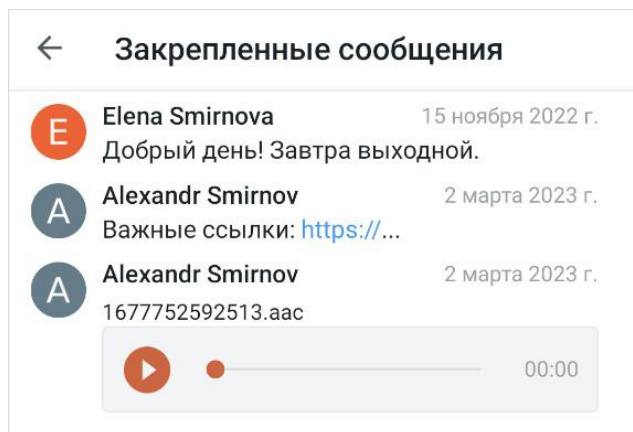 Закрепленные сообщения
E
Elena Smirnova 15 ноября 2022 г.
Добрый день! Завтра выходной.
A
Alexandr Smirnov 2 марта 2023 г.
Важные ссылки: https://...
A
Alexandr Smirnov 2 марта 2023 г.
1677752592513.aac
00:00